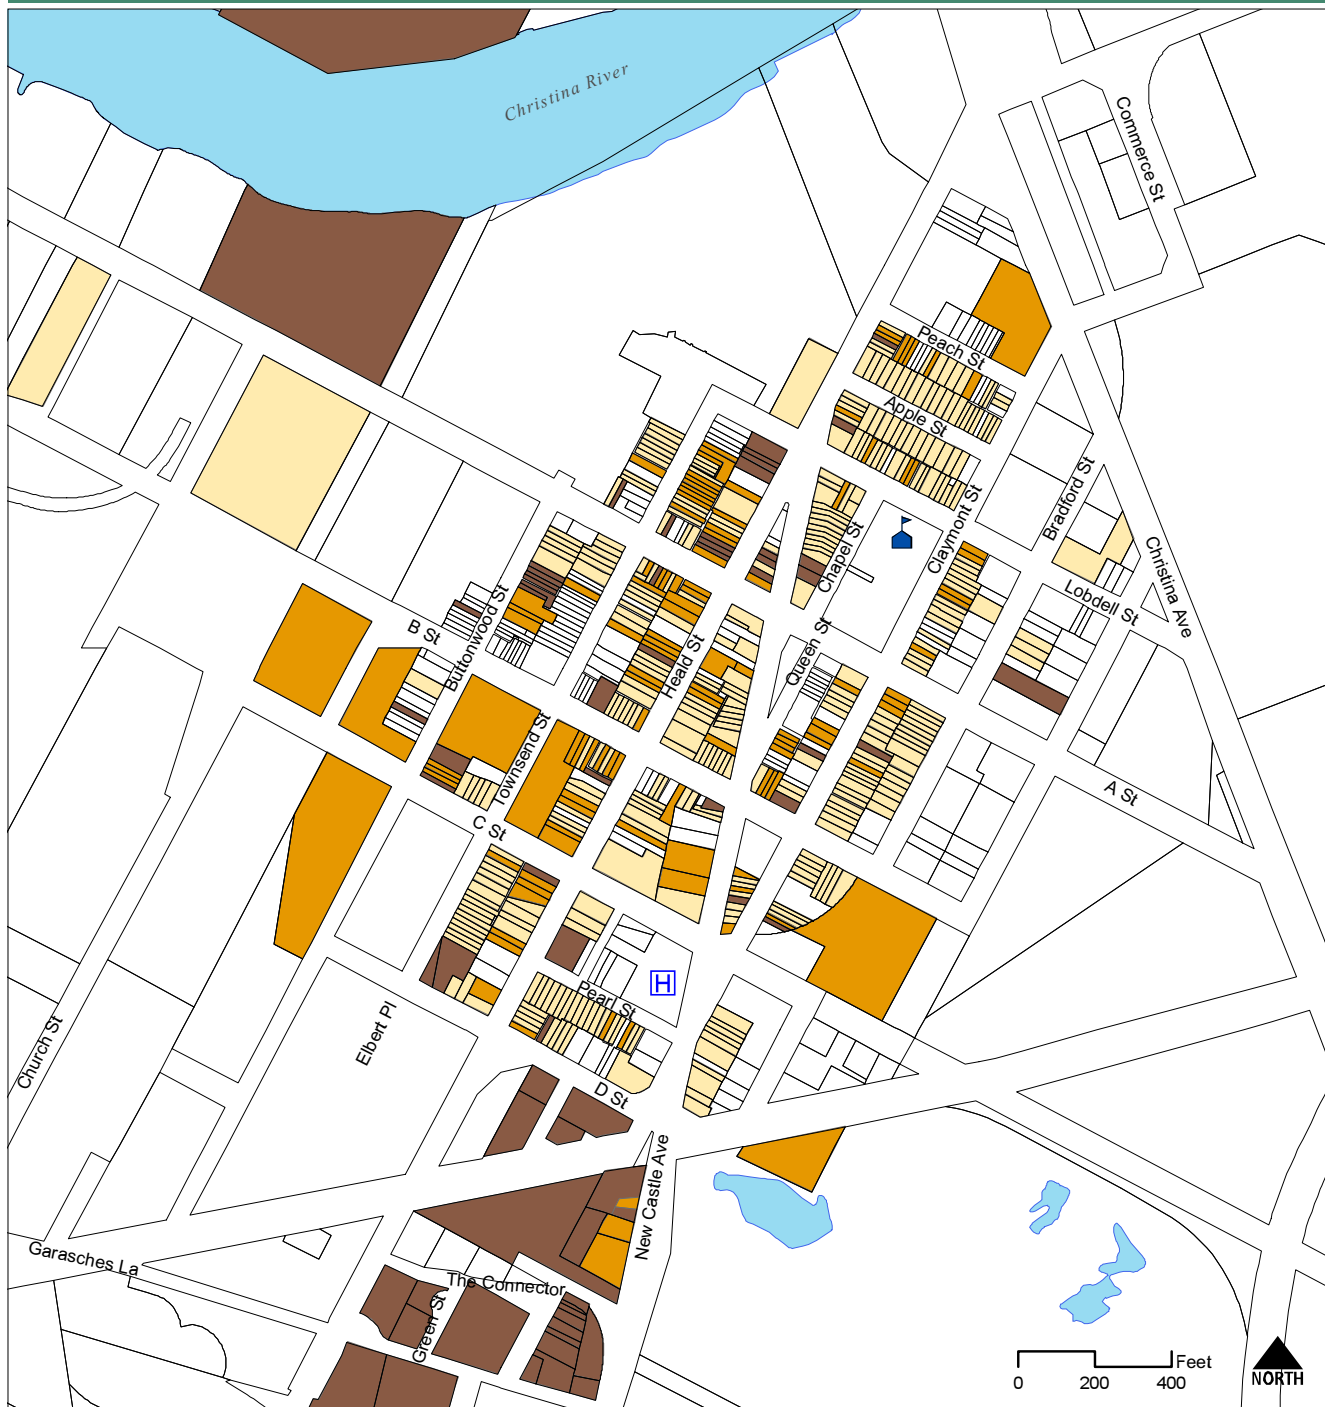 Christina River
Commerce St
Peach St
Apple St
Bradford St
Claymont St
Chapel St
Christina Ave
Lobdell St
Buttonwood St
B St
Queen St
Heald St
Townsend St
A St
C St
Pearl St
H
Elbert Pl
Church St
D St
New Castle Ave
Garasches La
The Connector
Green St
Feet
0 200 400
NORTH